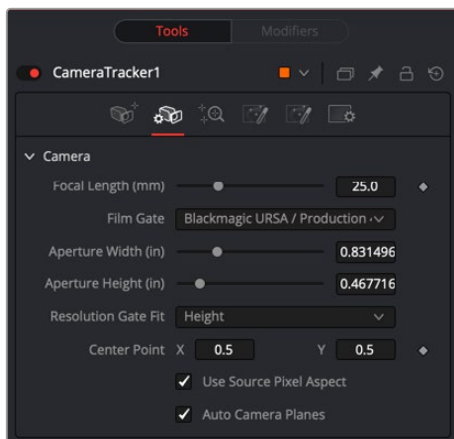 Tools Modifiers
CameraTracker1
Camera
Focal Length (mm) 25.0
Film Gate Blackmagic URSA / Production
Aperture Width (in) 0.831496
Aperture Height (in) 0.467716
Resolution Gate Fit Height
Center Point X 0.5 Y 0.5
Use Source Pixel Aspect
Auto Camera Planes